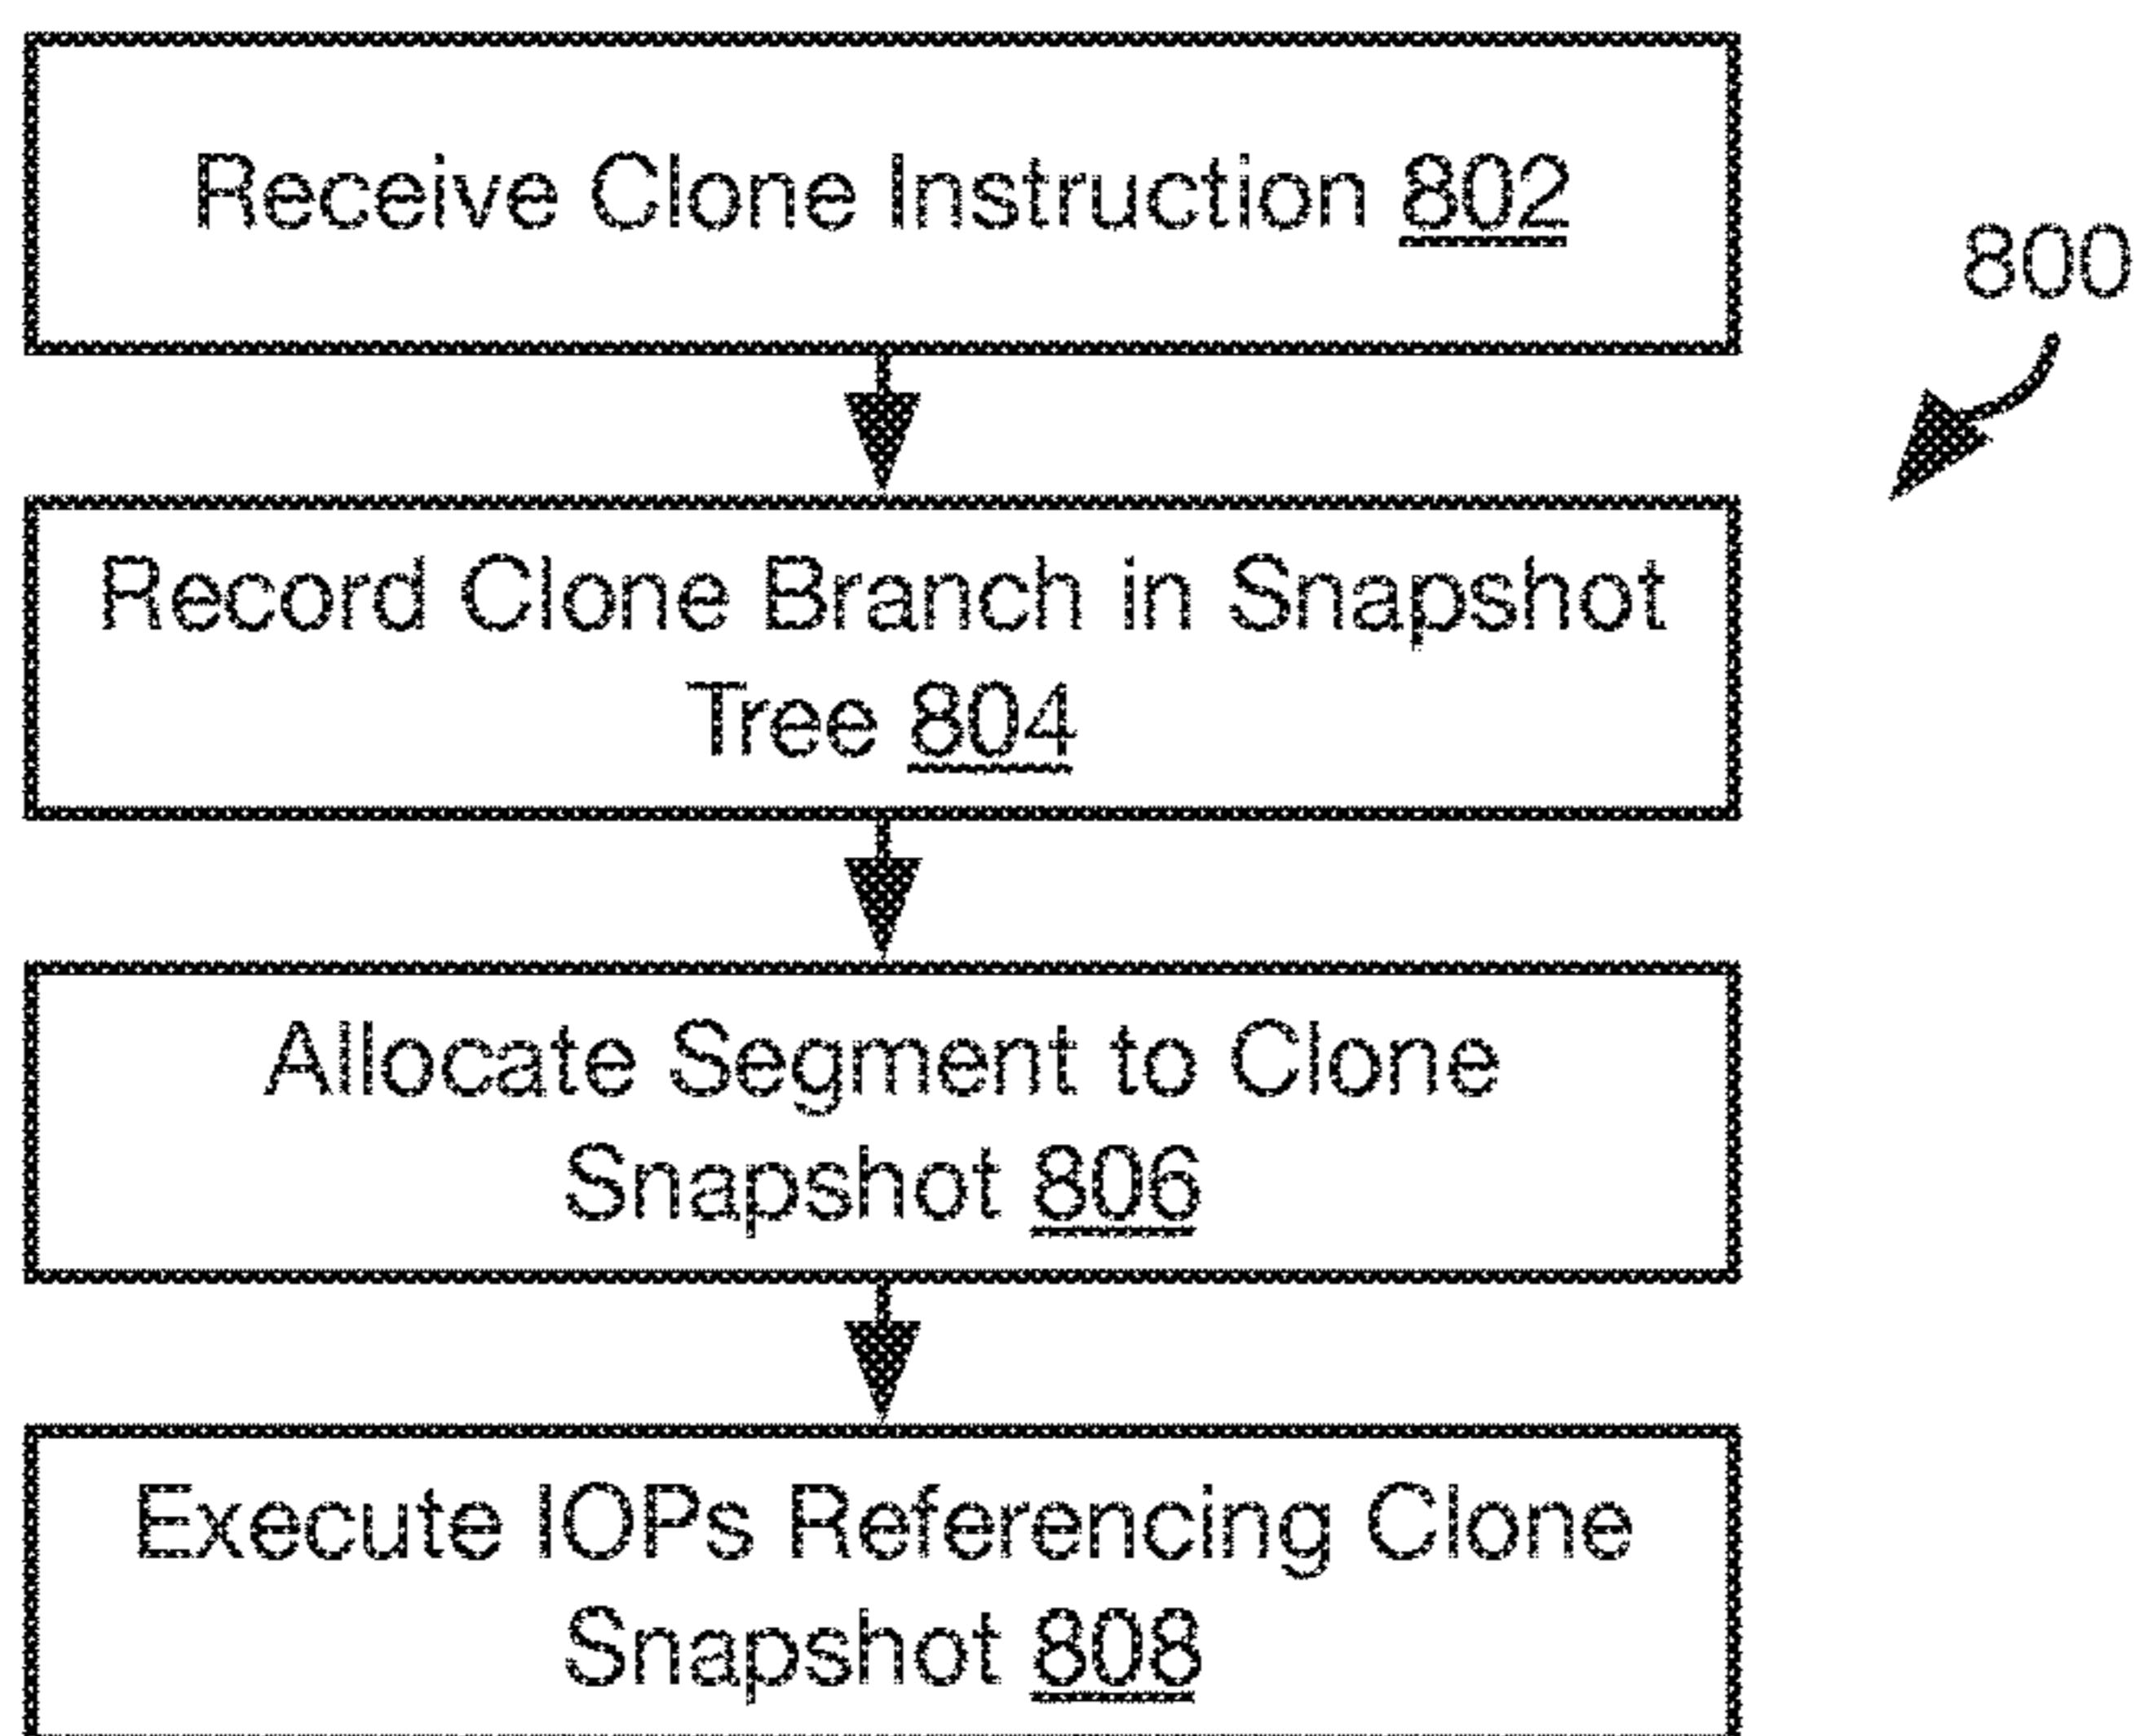 Receive Clone Instruction 802
800
Record Clone Branch in Snapshot
Tree 804
Allocate Segment to Clone
Snapshot 806
Execute IOPs Referencing Clone
Snapshot 808